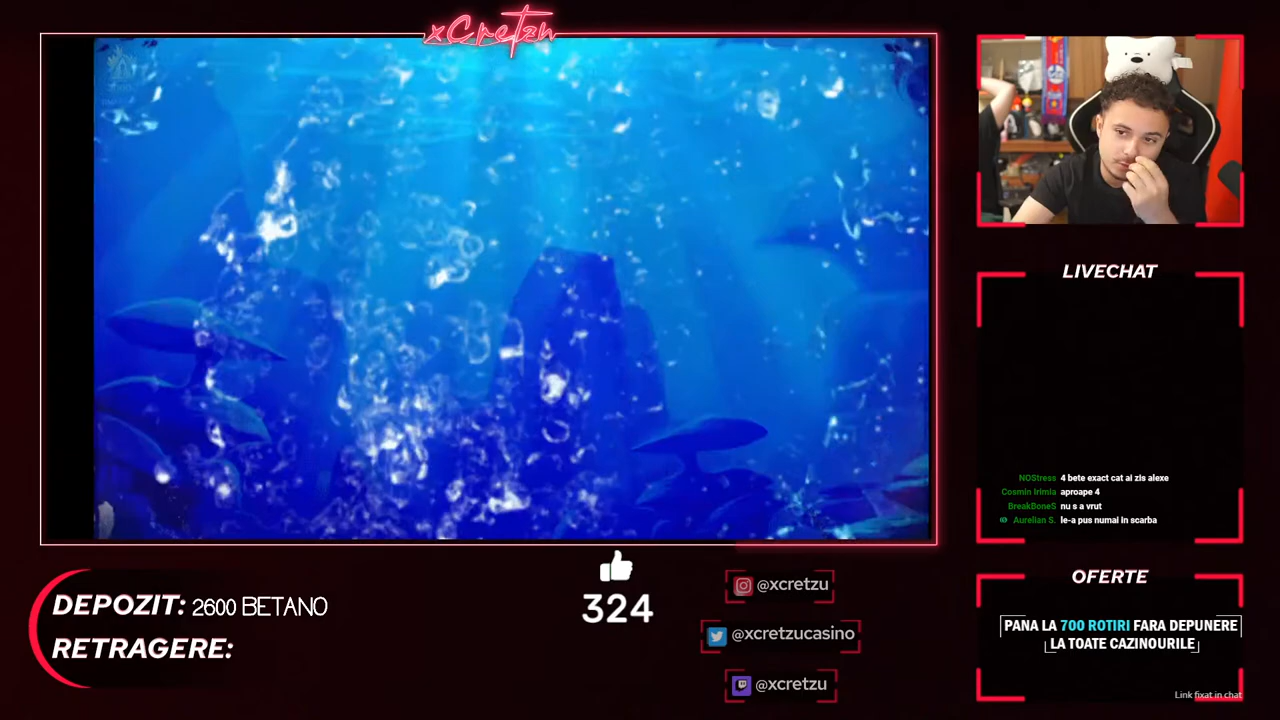 xCretzu
LIVECHAT
NOStress 4 bete exact cat ai zis alexe
Cosmin Irimia aproape 4
BreakBoneS nu s a vrut
Aurelian S. le-a pus numai in scarba
OFERTE
PANA LA 700 ROTIRI FARA DEPUNERE
LA TOATE CAZINOURILE
Link fixat in chat
DEPOZIT: 2600 BETANO
RETRAGERE:
324
@xcretzu
@xcretzucasino
@xcretzu